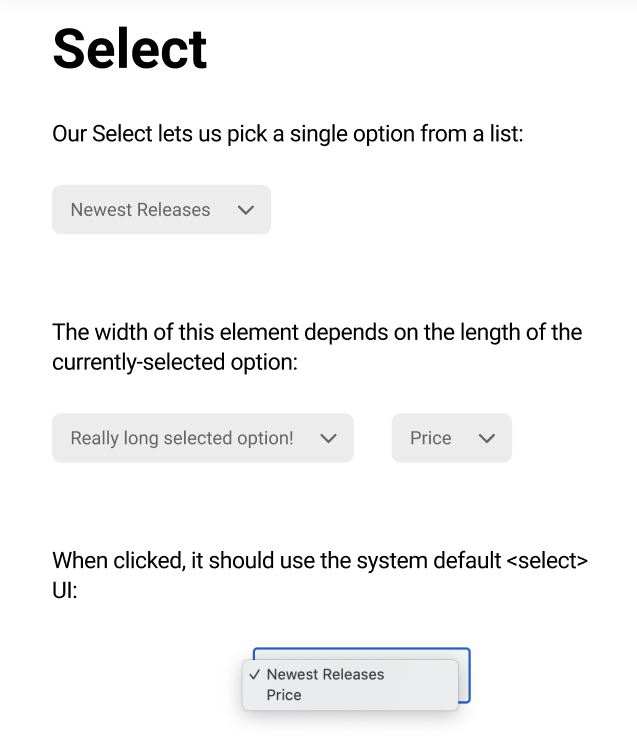 Select
Our Select lets us pick a single option from a list:
Newest Releases
The width of this element depends on the length of the
currently-selected option:
Really long selected option!
Price
When clicked, it should use the system default <select>
UI:
✓ Newest Releases
Price